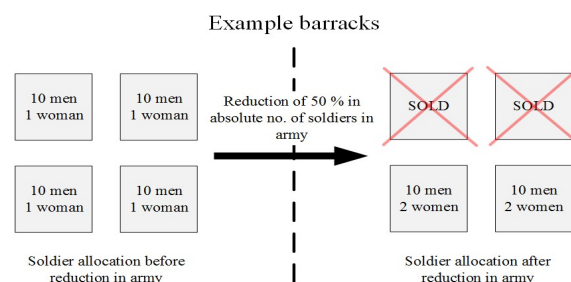 Example barracks
10 men
1 woman
10 men
1 woman
10 men
1 woman
10 men
1 woman
Soldier allocation before
reduction in army
Reduction of 50 % in
absolute no. of soldiers in
army
SOLD
SOLD
10 men
2 women
10 men
2 women
Soldier allocation after
reduction in army